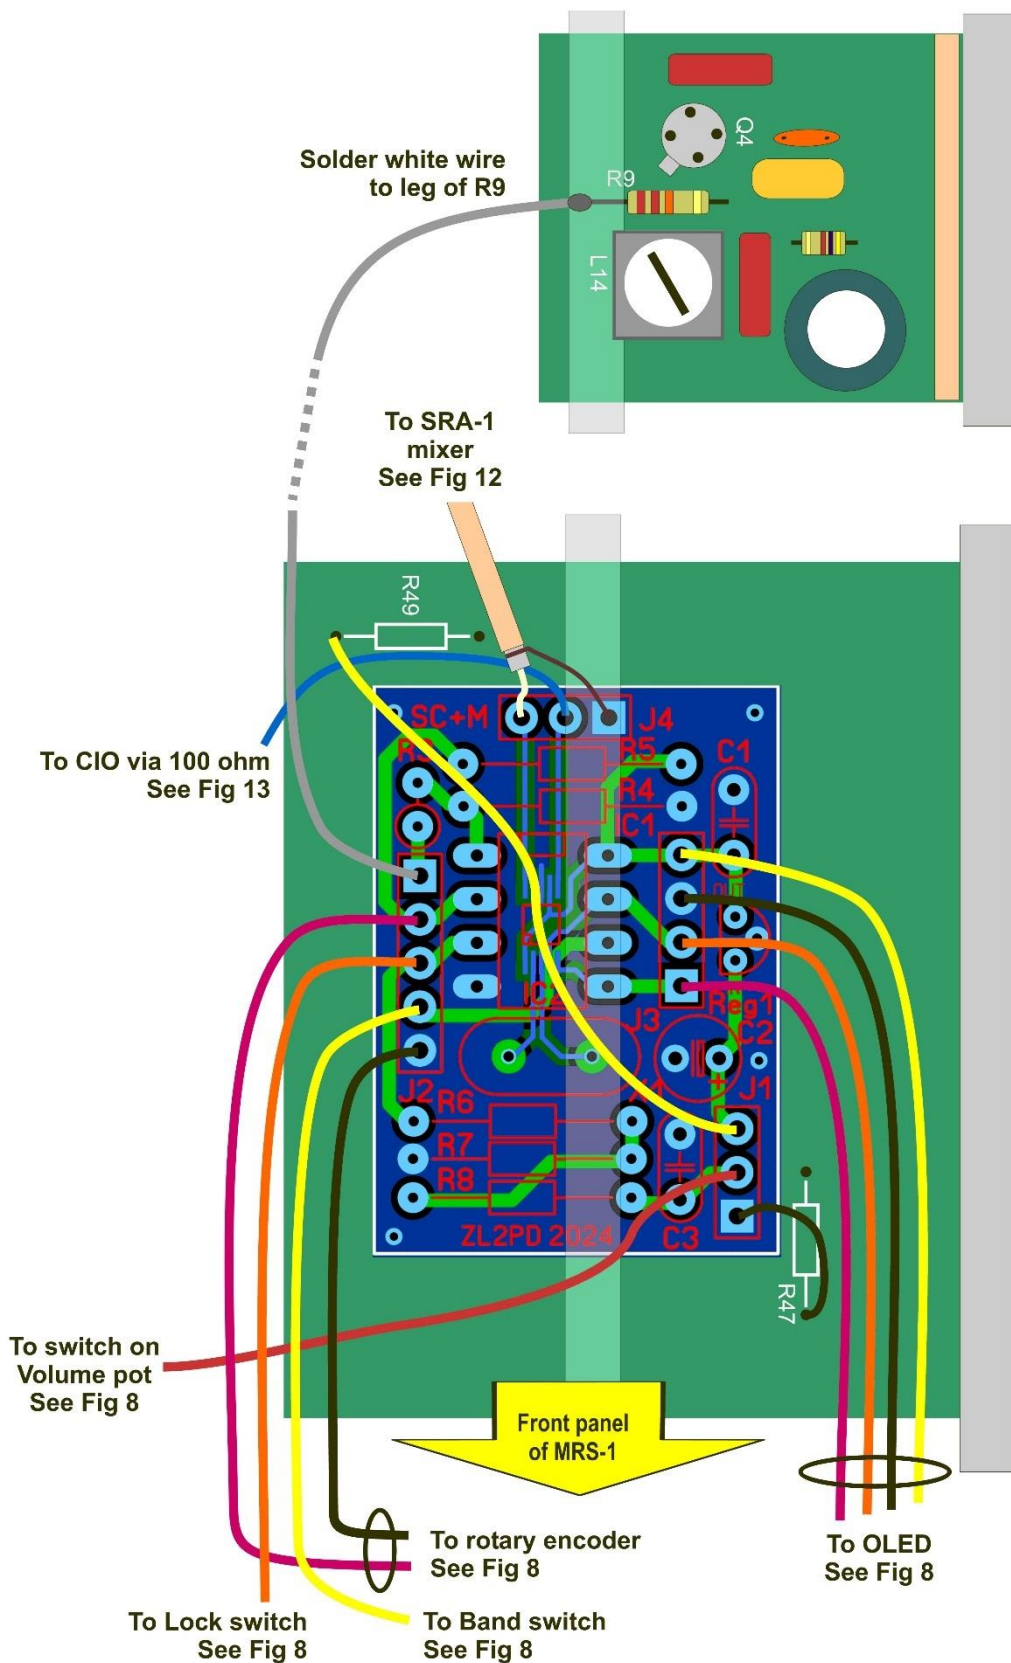 Q4
Solder white wire
to leg of R9
R9
L14
To SRA-1
mixer
See Fig 12
R49
SC+M
J4
To CIO via 100 ohm
See Fig 13
R3
R5
C1
R4
C1
OUT
IC2
Reg1
J3
C2
J2
X1
J1
R6
R7
R8
ZL2PD 2024
C3
R47
To switch on
Volume pot
See Fig 8
Front panel
of MRS-1
To rotary encoder
See Fig 8
To OLED
See Fig 8
To Lock switch
See Fig 8
To Band switch
See Fig 8